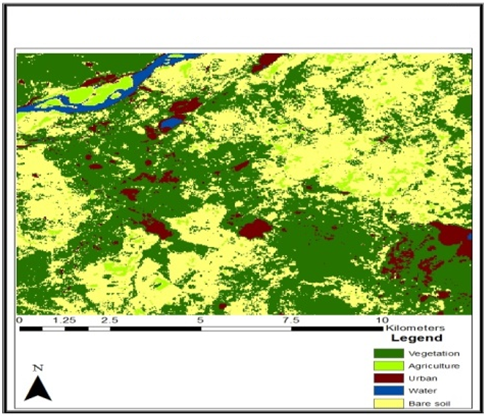 0 1.25 2.5 5 7.5 10
Kilometers
Legend
Vegetation
Agriculture
Urban
Water
Bare soil
N